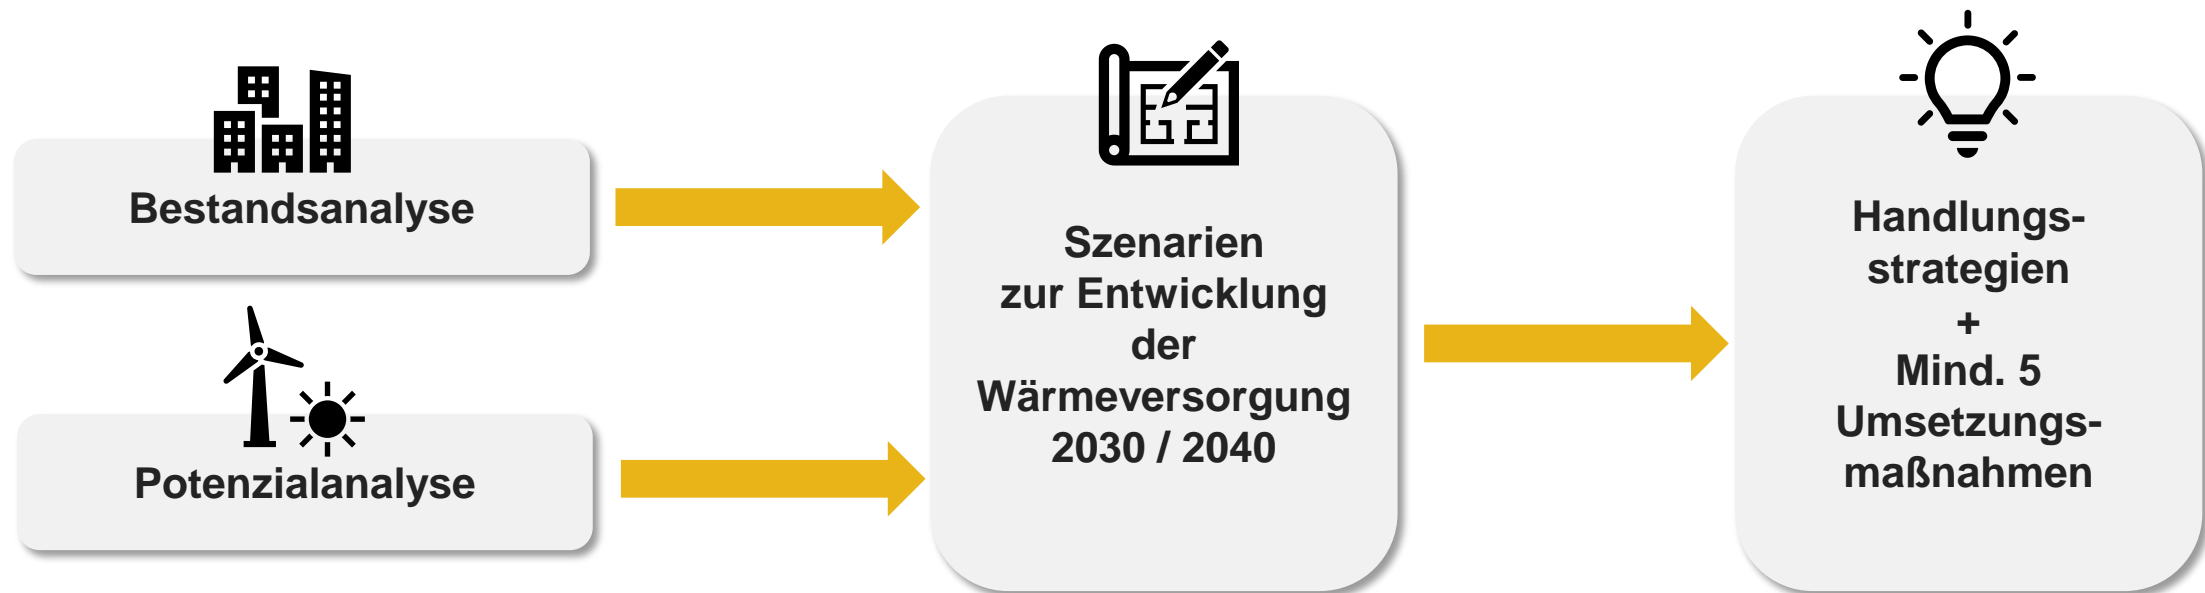 Bestandsanalyse
Potenzialanalyse
Szenarien
zur Entwicklung
der
Wärmeversorgung
2030 / 2040
Handlungs-
strategien
+
Mind. 5
Umsetzungs-
maßnahmen